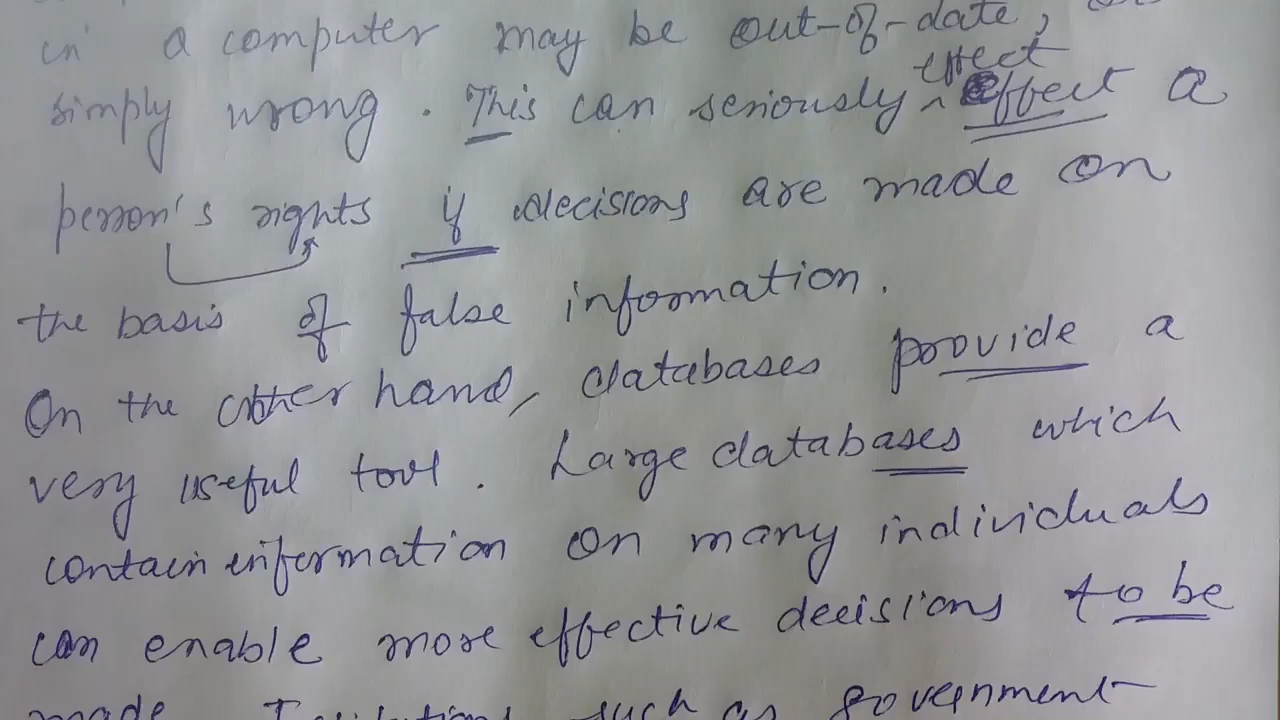 in a computer may be out-of-date,
simply wrong. This can seriously effect effect a
person's rights if decisions are made on
the basis of false information.
On the other hand, databases provide a
very useful tool. Large databases which
contain information on many individuals
can enable more effective decisions to be
made. Institutions such as government